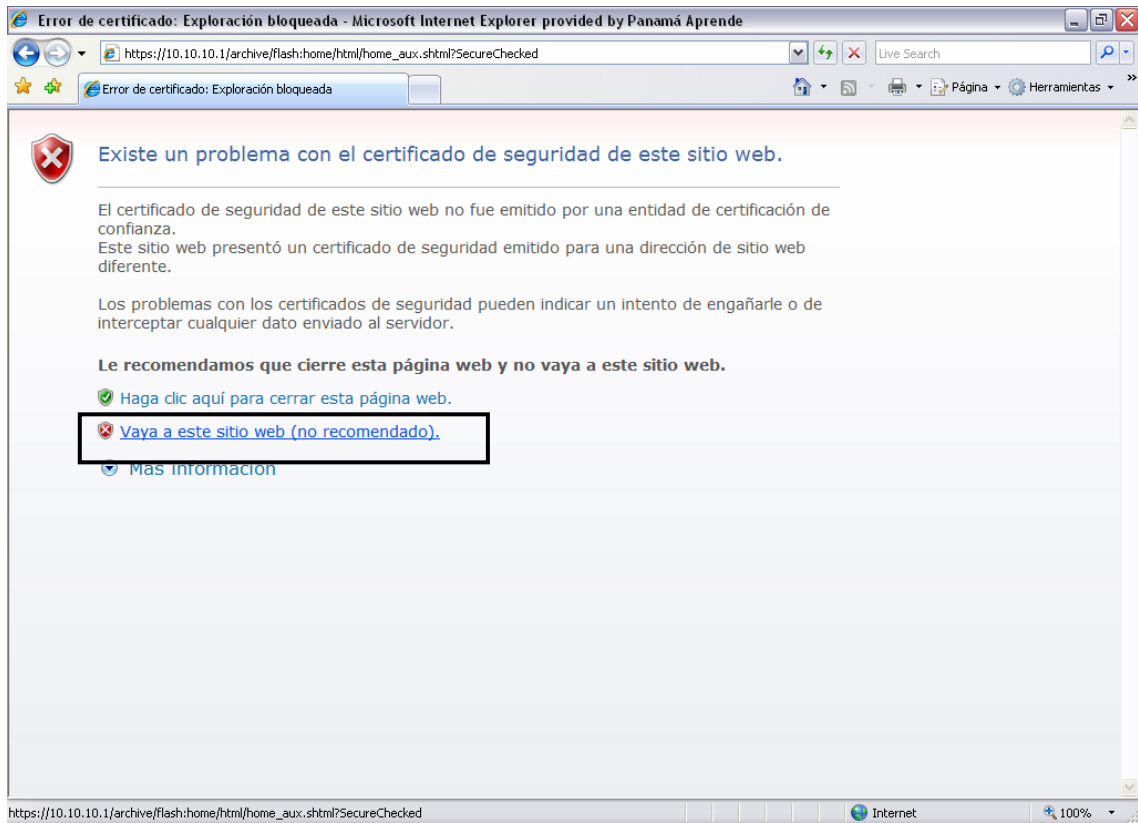 Error de certificado: Exploración bloqueada - Microsoft Internet Explorer provided by Panamá Aprende
https://10.10.10.1/archive/flash:home/html/home_aux.shtml?SecureChecked
Live Search
Error de certificado: Exploración bloqueada
Página
Herramientas
Existe un problema con el certificado de seguridad de este sitio web.
El certificado de seguridad de este sitio web no fue emitido por una entidad de certificación de
confianza.
Este sitio web presentó un certificado de seguridad emitido para una dirección de sitio web
diferente.
Los problemas con los certificados de seguridad pueden indicar un intento de engañarle o de
interceptar cualquier dato enviado al servidor.
Le recomendamos que cierre esta página web y no vaya a este sitio web.
Haga clic aquí para cerrar esta página web.
Vaya a este sitio web (no recomendado).
Más información
https://10.10.10.1/archive/flash:home/html/home_aux.shtml?SecureChecked
Internet
100%